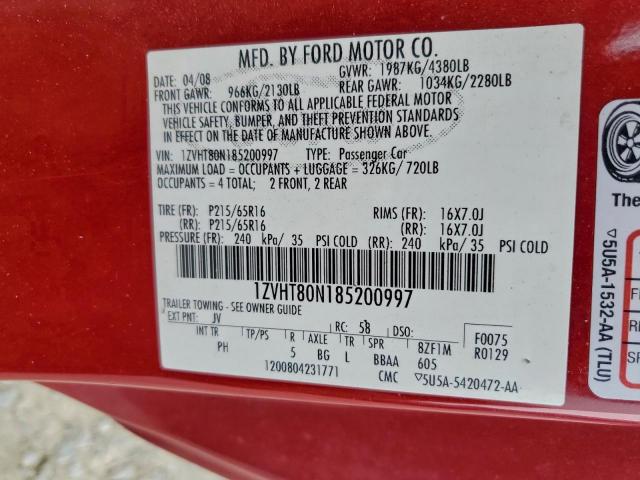 MFD. BY FORD MOTOR CO.
DATE: 04/08 GVWR: 1987KG/4380LB
FRONT GAWR: 966KG/2130LB REAR GAWR: 1034KG/2280LB
THIS VEHICLE CONFORMS TO ALL APPLICABLE FEDERAL MOTOR
VEHICLE SAFETY, BUMPER, AND THEFT PREVENTION STANDARDS
IN EFFECT ON THE DATE OF MANUFACTURE SHOWN ABOVE.
VIN: 1ZVHT80N185200997 TYPE: Passenger Car
MAXIMUM LOAD = OCCUPANTS + LUGGAGE = 326KG/ 720LB
OCCUPANTS = 4 TOTAL; 2 FRONT, 2 REAR
TIRE (FR): P215/65R16 RIMS (FR): 16X7.0J
(RR): P215/65R16 (RR): 16X7.0J
PRESSURE (FR): 240 kPa/ 35 PSI COLD (RR): 240 kPa/ 35 PSI COLD
1ZVHT80N185200997
TRAILER TOWING - SEE OWNER GUIDE
EXT PNT: JV RC: 58 DSO: F0075
INT TR TP/PS R AXLE TR SPR 8ZF1M R0129
PH 5 BG L BBAA 605
1200804231771 CMC 5U5A-5420472-AA
The
5U5A-1532-AA (TLU)
F
RI
SP